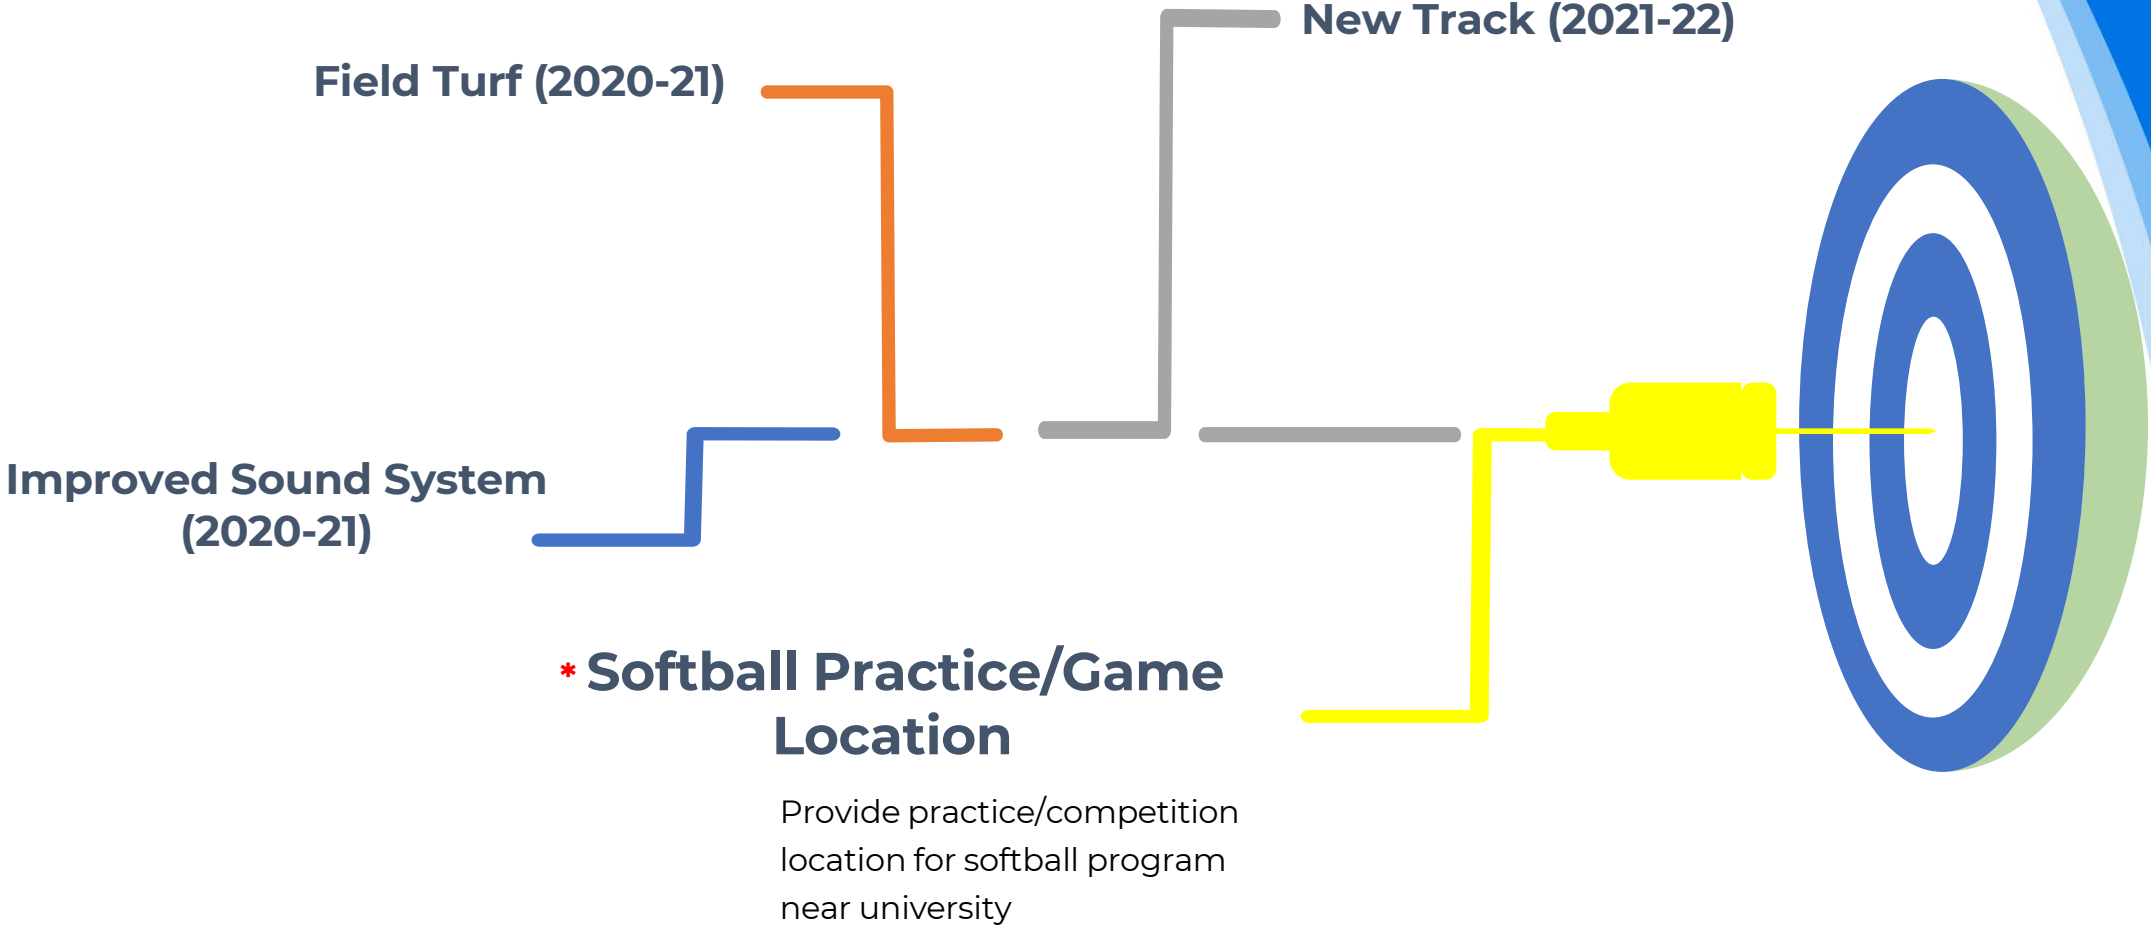 New Track (2021-22)
Field Turf (2020-21)
Improved Sound System
(2020-21)
* Softball Practice/Game
Location
Provide practice/competition
location for softball program
near university